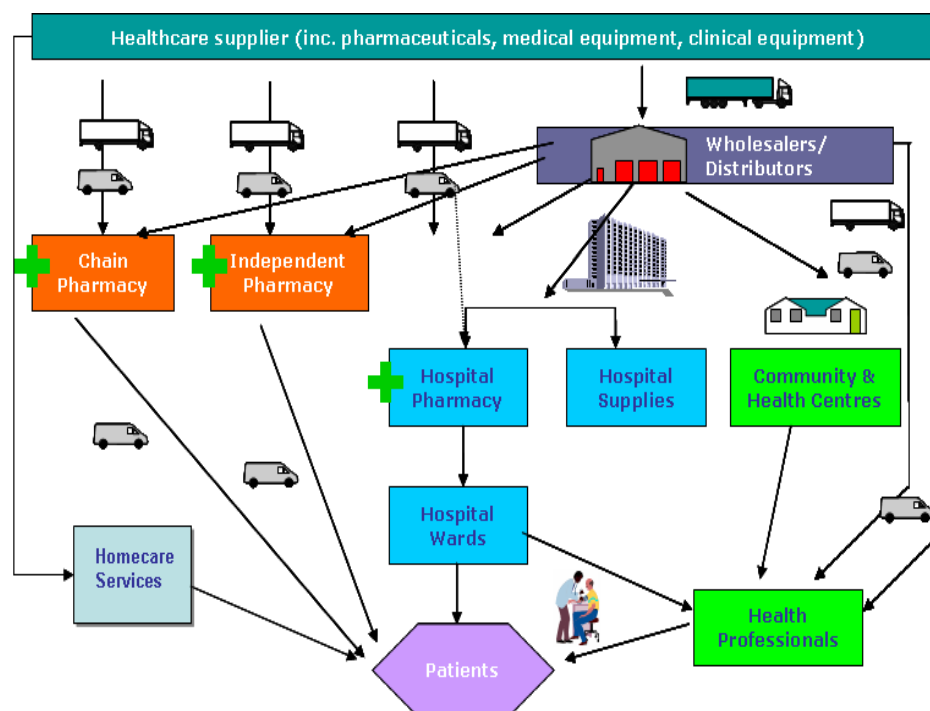 Healthcare supplier (inc. pharmaceuticals, medical equipment, clinical equipment)
Wholesalers/
Distributors
Chain
Pharmacy
Independent
Pharmacy
Hospital
Pharmacy
Hospital
Supplies
Community &
Health Centres
Hospital
Wards
Homecare
Services
Health
Professionals
Patients